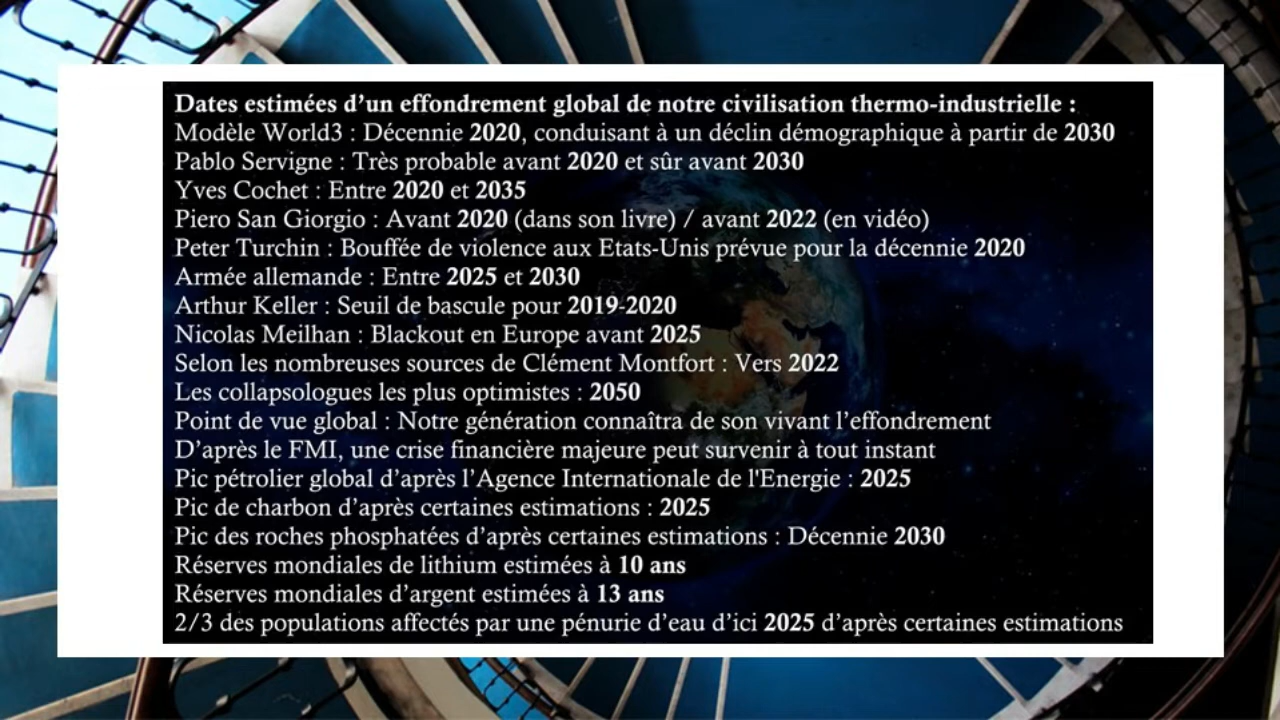 Dates estimées d’un effondrement global de notre civilisation thermo-industrielle :
Modèle World3 : Décennie 2020, conduisant à un déclin démographique à partir de 2030
Pablo Servigne : Très probable avant 2020 et sûr avant 2030
Yves Cochet : Entre 2020 et 2035
Piero San Giorgio : Avant 2020 (dans son livre) / avant 2022 (en vidéo)
Peter Turchin : Bouffée de violence aux Etats-Unis prévue pour la décennie 2020
Armée allemande : Entre 2025 et 2030
Arthur Keller : Seuil de bascule pour 2019-2020
Nicolas Meilhan : Blackout en Europe avant 2025
Selon les nombreuses sources de Clément Montfort : Vers 2022
Les collapsologues les plus optimistes : 2050
Point de vue global : Notre génération connaîtra de son vivant l’effondrement
D’après le FMI, une crise financière majeure peut survenir à tout instant
Pic pétrolier global d’après l’Agence Internationale de l'Energie : 2025
Pic de charbon d’après certaines estimations : 2025
Pic des roches phosphatées d’après certaines estimations : Décennie 2030
Réserves mondiales de lithium estimées à 10 ans
Réserves mondiales d’argent estimées à 13 ans
2/3 des populations affectés par une pénurie d’eau d’ici 2025 d’après certaines estimations